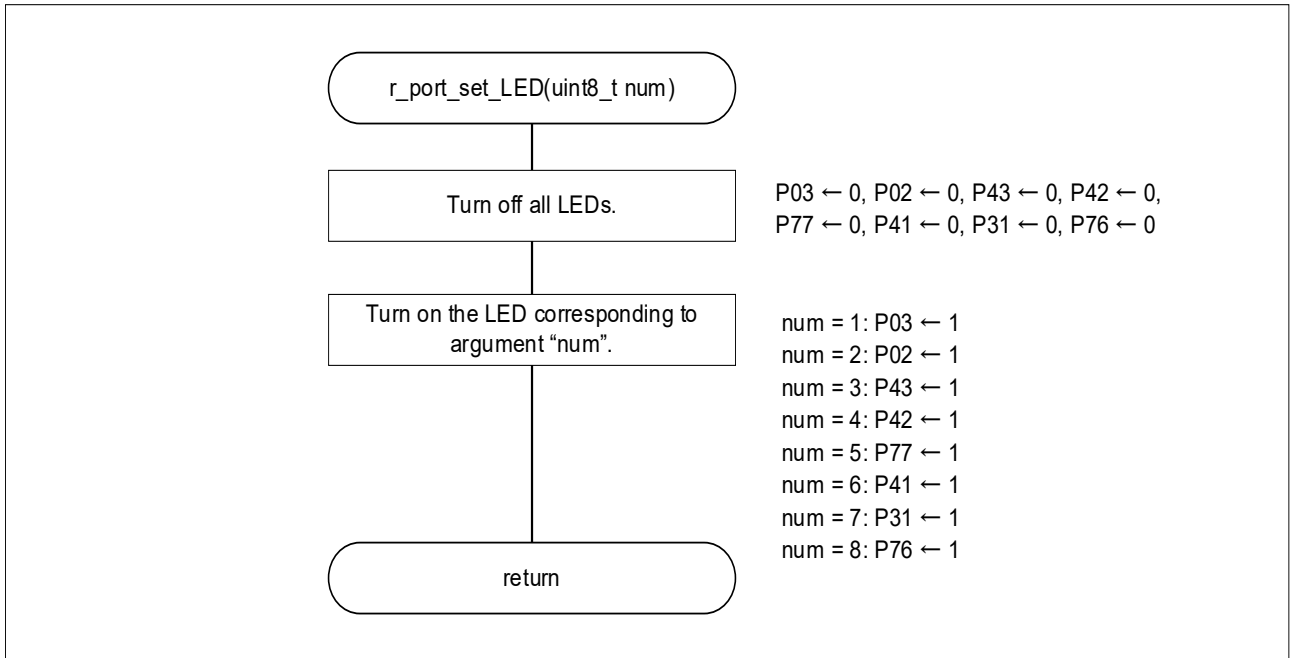 r_port_set_LED(uint8_t num)
Turn off all LEDs.
P03 ← 0, P02 ← 0, P43 ← 0, P42 ← 0,
P77 ← 0, P41 ← 0, P31 ← 0, P76 ← 0
Turn on the LED corresponding to
argument “num”.
num = 1: P03 ← 1
num = 2: P02 ← 1
num = 3: P43 ← 1
num = 4: P42 ← 1
num = 5: P77 ← 1
num = 6: P41 ← 1
num = 7: P31 ← 1
num = 8: P76 ← 1
return